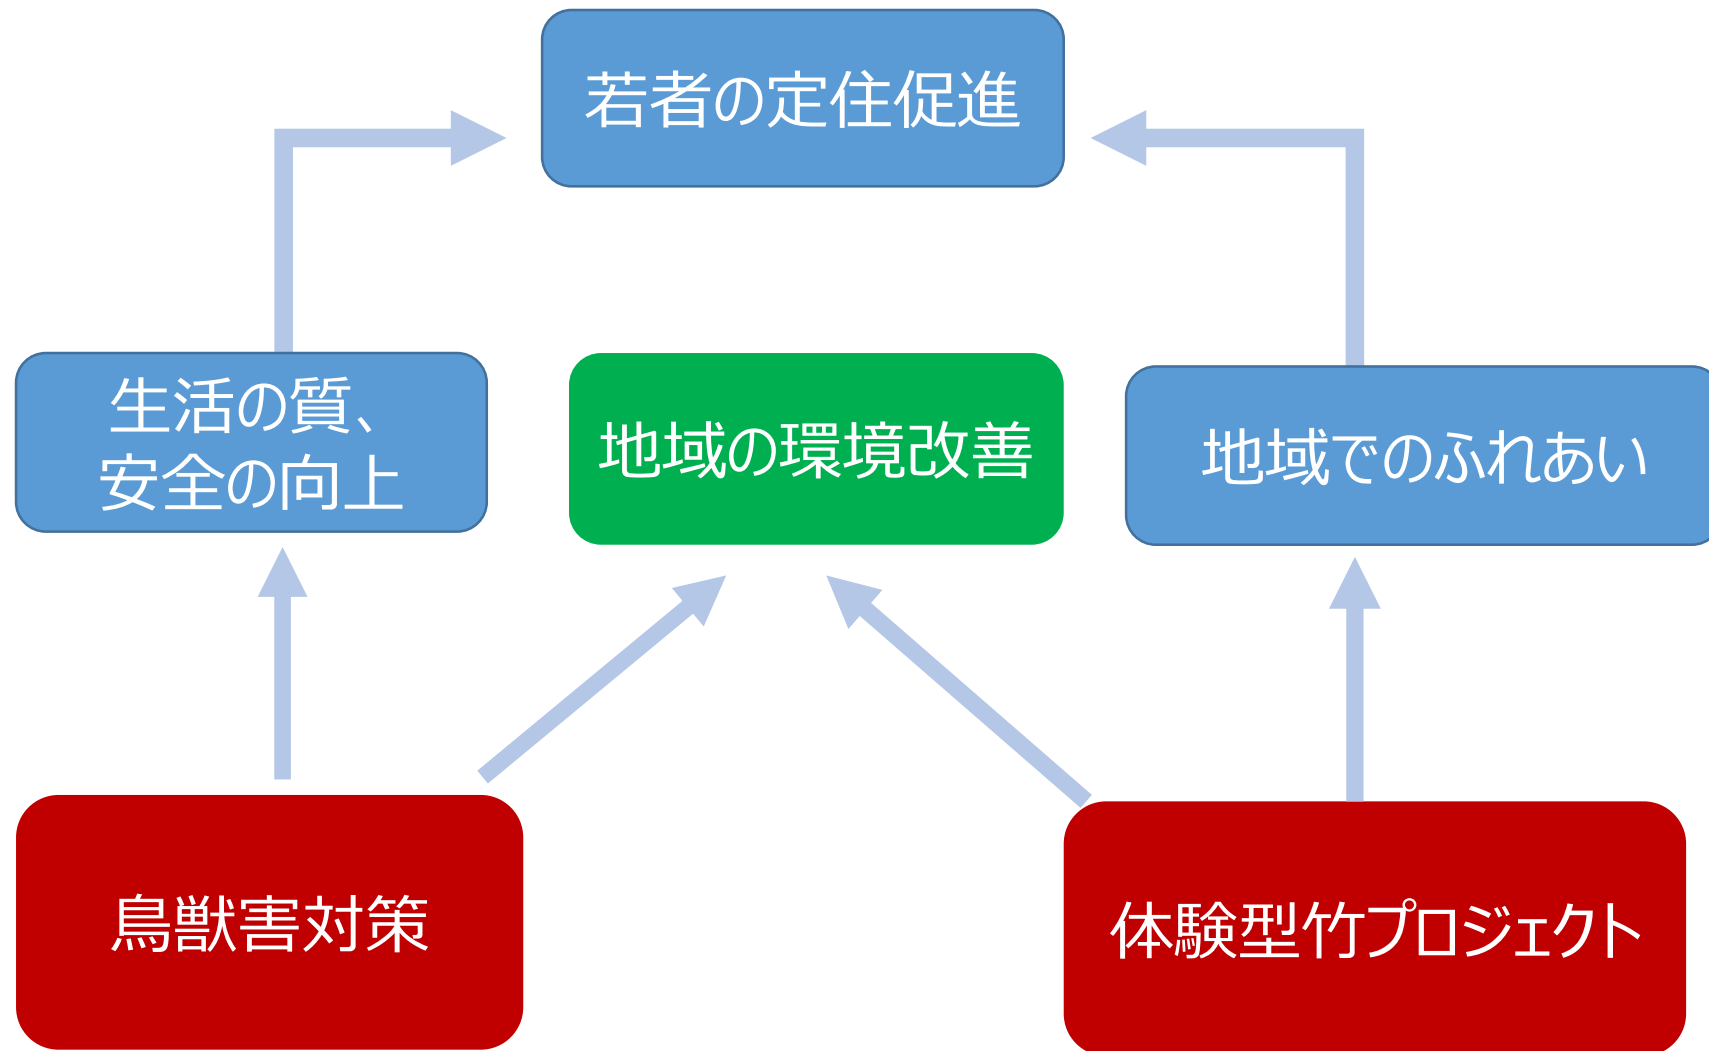 若者の定住促進
生活の質、
安全の向上
地域の環境改善
地域でのふれあい
鳥獣害対策
体験型竹プロジェクト